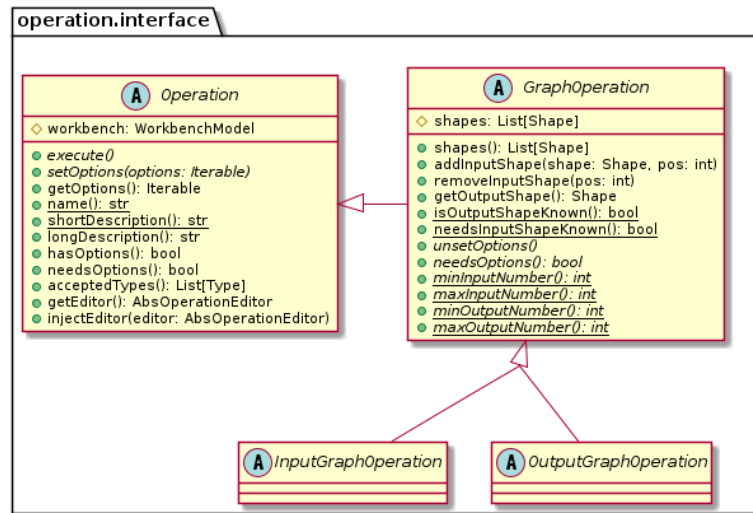 operation.interface
A Operation
workbench: WorkbenchModel
execute()
setOptions(options: Iterable)
getOptions(): Iterable
name(): str
shortDescription(): str
longDescription(): str
hasOptions(): bool
needsOptions(): bool
acceptedTypes(): List[Type]
getEditor(): AbsOperationEditor
injectEditor(editor: AbsOperationEditor)
A GraphOperation
shapes: List[Shape]
shapes(): List[Shape]
addInputShape(shape: Shape, pos: int)
removeInputShape(pos: int)
getOutputShape(): Shape
isOutputShapeKnown(): bool
needsInputShapeKnown(): bool
unsetOptions()
needsOptions(): bool
minInputNumber(): int
maxInputNumber(): int
minOutputNumber(): int
maxOutputNumber(): int
A InputGraphOperation
A OutputGraphOperation